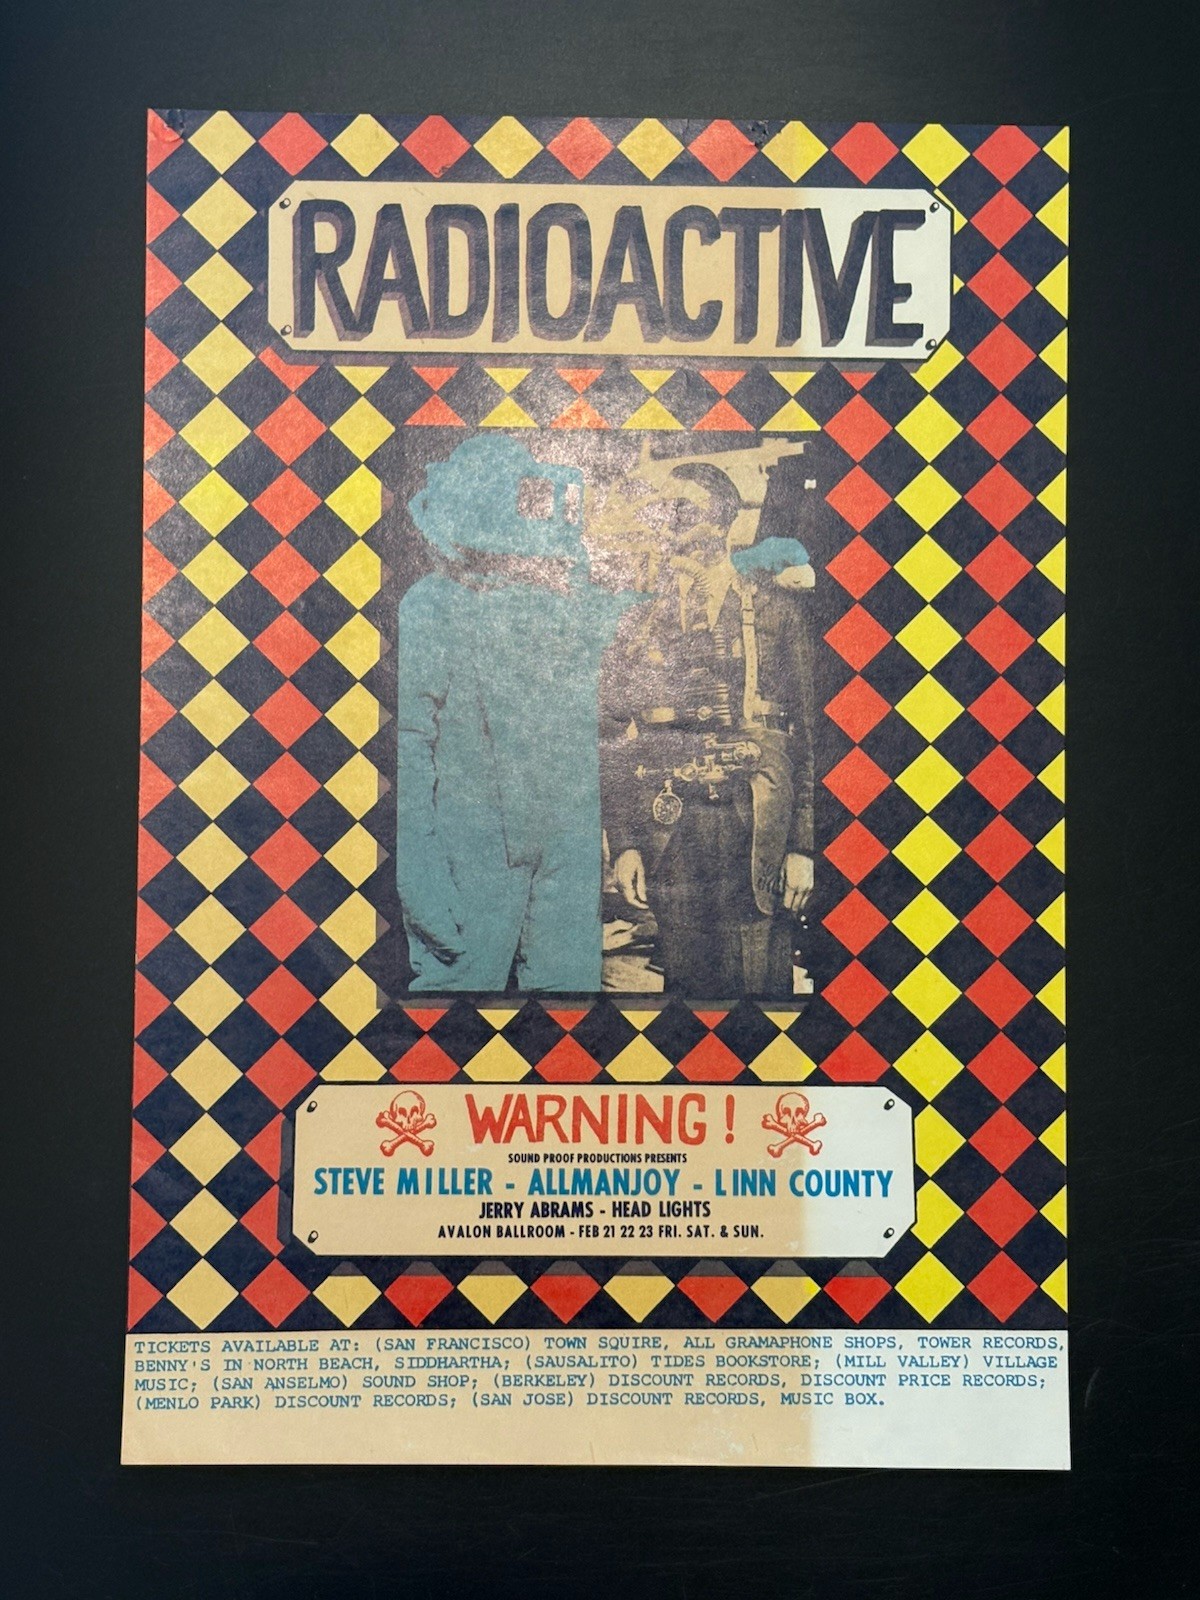 RADIOACTIVE
WARNING!
SOUND PROOF PRODUCTIONS PRESENTS
STEVE MILLER - ALLMANJOY - LINN COUNTY
JERRY ABRAMS - HEAD LIGHTS
AVALON BALLROOM - FEB 21 22 23 FRI. SAT. & SUN.
TICKETS AVAILABLE AT: (SAN FRANCISCO) TOWN SQUIRE, ALL GRAMAPHONE SHOPS, TOWER RECORDS,
BENNY'S IN NORTH BEACH, SIDDHARTHA; (SAUSALITO) TIDES BOOKSTORE; (MILL VALLEY) VILLAGE
MUSIC; (SAN ANSELMO) SOUND SHOP; (BERKELEY) DISCOUNT RECORDS, DISCOUNT PRICE RECORDS;
(MENLO PARK) DISCOUNT RECORDS; (SAN JOSE) DISCOUNT RECORDS, MUSIC BOX.